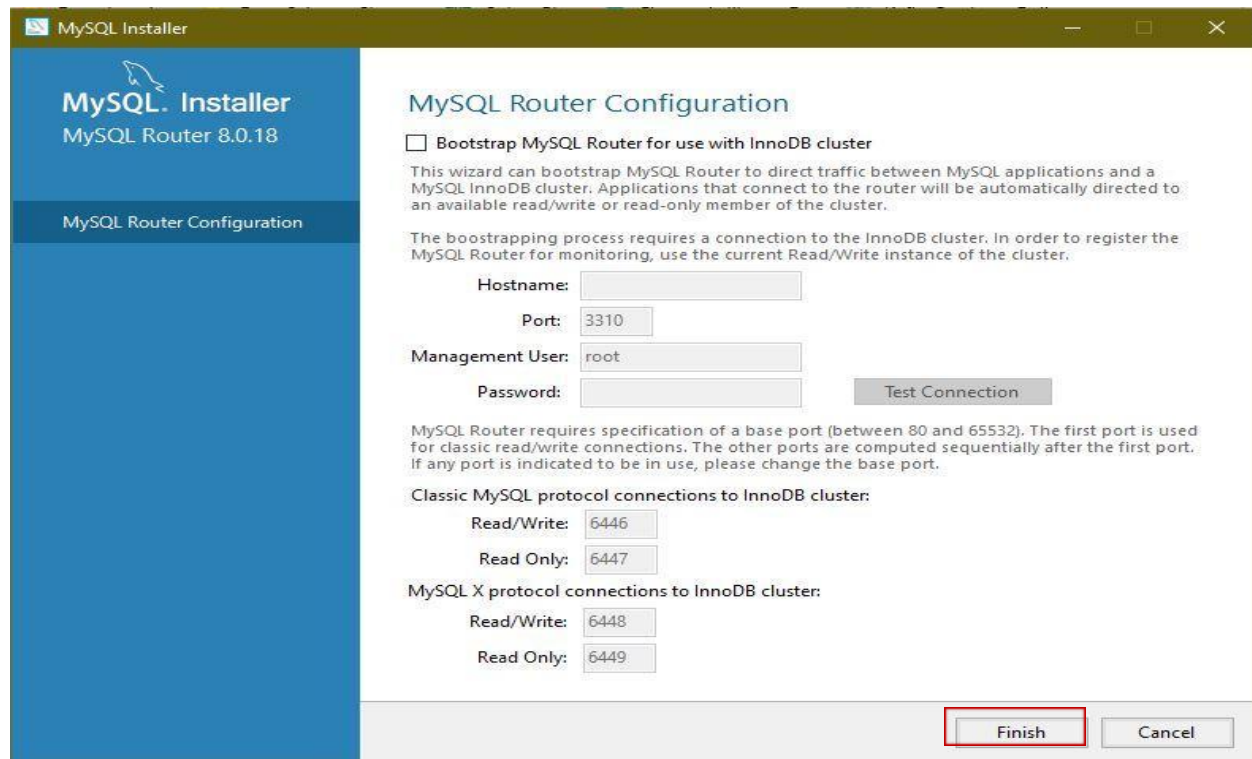 MySQL Installer
MySQL. Installer
MySQL Router 8.0.18
MySQL Router Configuration
MySQL Router Configuration
Bootstrap MySQL Router for use with InnoDB cluster
This wizard can bootstrap MySQL Router to direct traffic between MySQL applications and a
MySQL InnoDB cluster. Applications that connect to the router will be automatically directed to
an available read/write or read-only member of the cluster.
The boostrapping process requires a connection to the InnoDB cluster. In order to register the
MySQL Router for monitoring, use the current Read/Write instance of the cluster.
Hostname:
Port: 3310
Management User: root
Password: Test Connection
MySQL Router requires specification of a base port (between 80 and 65532). The first port is used
for classic read/write connections. The other ports are computed sequentially after the first port.
If any port is indicated to be in use, please change the base port.
Classic MySQL protocol connections to InnoDB cluster:
Read/Write: 6446
Read Only: 6447
MySQL X protocol connections to InnoDB cluster:
Read/Write: 6448
Read Only: 6449
Finish Cancel